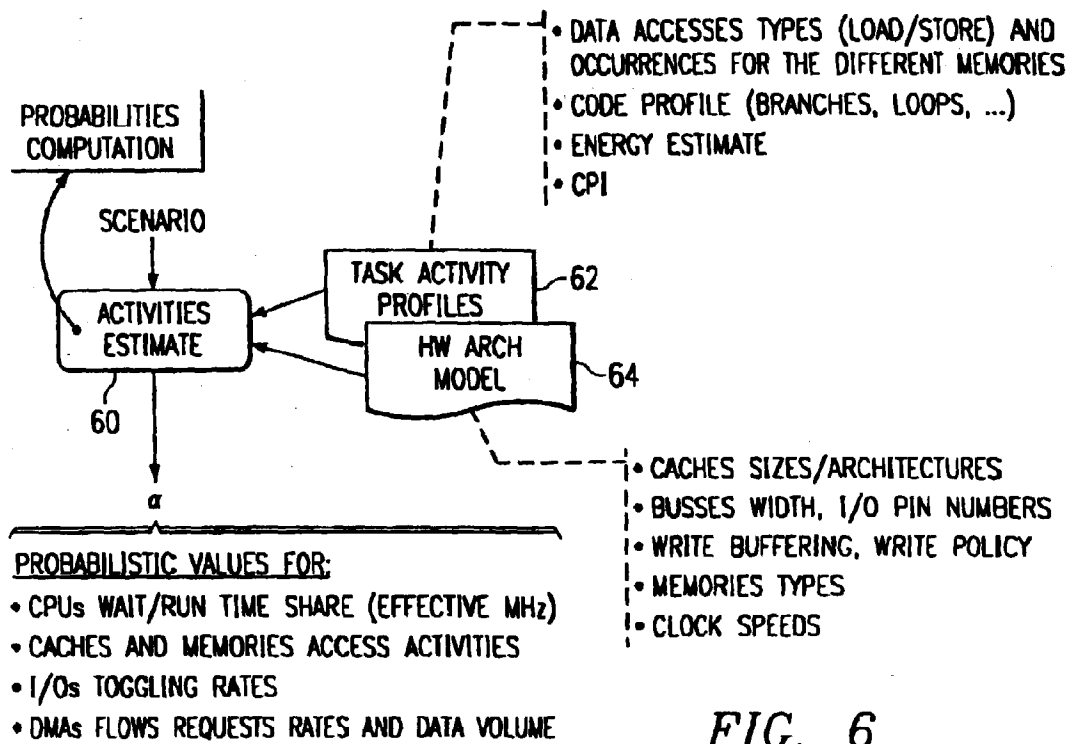 • DATA ACCESSES TYPES (LOAD/STORE) AND
OCCURRENCES FOR THE DIFFERENT MEMORIES
• CODE PROFILE (BRANCHES, LOOPS, ...)
• ENERGY ESTIMATE
• CPI
PROBABILITIES
COMPUTATION
SCENARIO
TASK ACTIVITY
PROFILES
62
ACTIVITIES
ESTIMATE
60
HW ARCH
MODEL
64
• CACHES SIZES/ARCHITECTURES
• BUSSES WIDTH, I/O PIN NUMBERS
• WRITE BUFFERING, WRITE POLICY
• MEMORIES TYPES
• CLOCK SPEEDS
α
PROBABILISTIC VALUES FOR:
• CPUs WAIT/RUN TIME SHARE (EFFECTIVE MHz)
• CACHES AND MEMORIES ACCESS ACTIVITIES
• I/Os TOGGLING RATES
• DMAs FLOWS REQUESTS RATES AND DATA VOLUME
FIG. 6